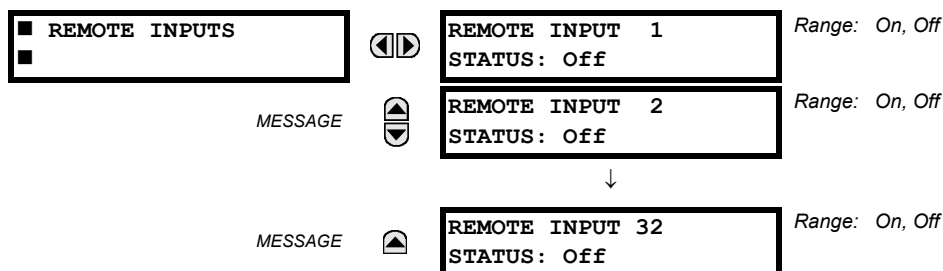 ■ REMOTE INPUTS
■
REMOTE INPUT 1
STATUS: Off
Range: On, Off
MESSAGE
REMOTE INPUT 2
STATUS: Off
Range: On, Off
↓
MESSAGE
REMOTE INPUT 32
STATUS: Off
Range: On, Off